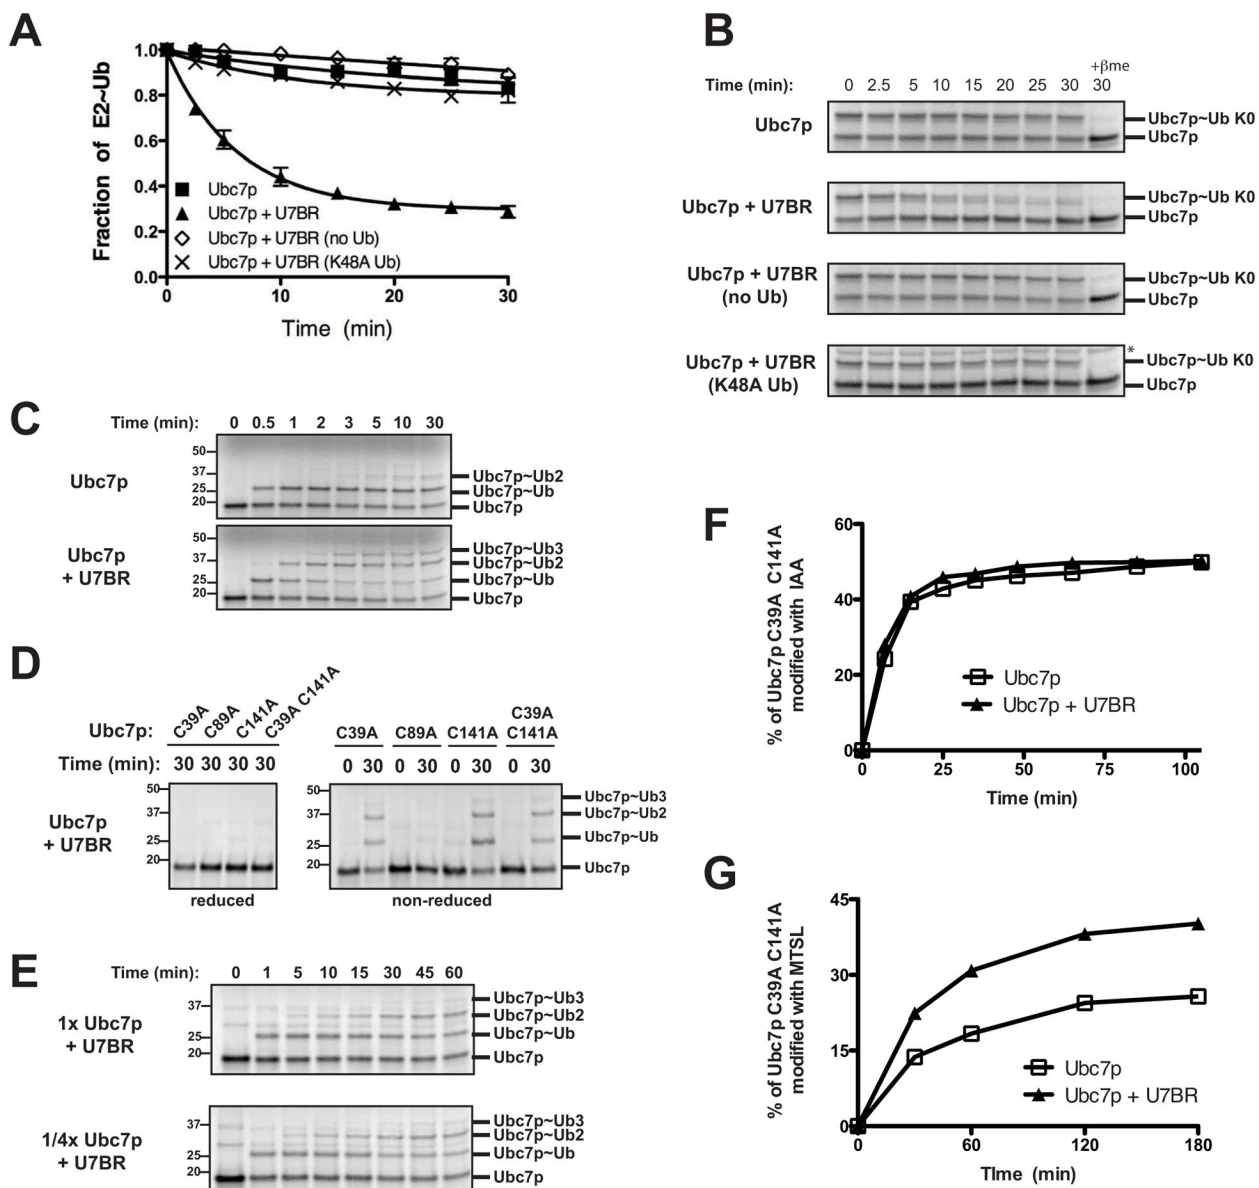 A
Fraction of E2~Ub
1.0
0.8
0.6
0.4
0.2
0.0
Ubc7p
Ubc7p + U7BR
Ubc7p + U7BR (no Ub)
Ubc7p + U7BR (K48A Ub)
0 10 20 30
Time (min)
B
+βme
Time (min): 0 2.5 5 10 15 20 25 30 30
Ubc7p
Ubc7p~Ub K0
Ubc7p
Ubc7p + U7BR
Ubc7p~Ub K0
Ubc7p
Ubc7p + U7BR
(no Ub)
Ubc7p~Ub K0
Ubc7p
Ubc7p + U7BR
(K48A Ub)
*
Ubc7p~Ub K0
Ubc7p
C
Time (min): 0 0.5 1 2 3 5 10 30
Ubc7p
50
37
25
20
Ubc7p~Ub2
Ubc7p~Ub
Ubc7p
Ubc7p
+ U7BR
50
37
25
20
Ubc7p~Ub3
Ubc7p~Ub2
Ubc7p~Ub
Ubc7p
D
Ubc7p: C39A C89A C141A C39A C141A
Time (min): 30 30 30 30
Ubc7p
+ U7BR
50
37
25
20
reduced
C39A
C39A C89A C141A C141A
0 30 0 30 0 30 0 30
50
37
25
20
Ubc7p~Ub3
Ubc7p~Ub2
Ubc7p~Ub
Ubc7p
non-reduced
E
Time (min): 0 1 5 10 15 30 45 60
1x Ubc7p
+ U7BR
37
25
20
Ubc7p~Ub3
Ubc7p~Ub2
Ubc7p~Ub
Ubc7p
1/4x Ubc7p
+ U7BR
37
25
20
Ubc7p~Ub3
Ubc7p~Ub2
Ubc7p~Ub
Ubc7p
F
% of Ubc7p C39A C141A
modified with IAA
60
40
20
0
Ubc7p
Ubc7p + U7BR
0 25 50 75 100
Time (min)
G
% of Ubc7p C39A C141A
modified with MTSL
45
30
15
0
Ubc7p
Ubc7p + U7BR
0 60 120 180
TIme (min)